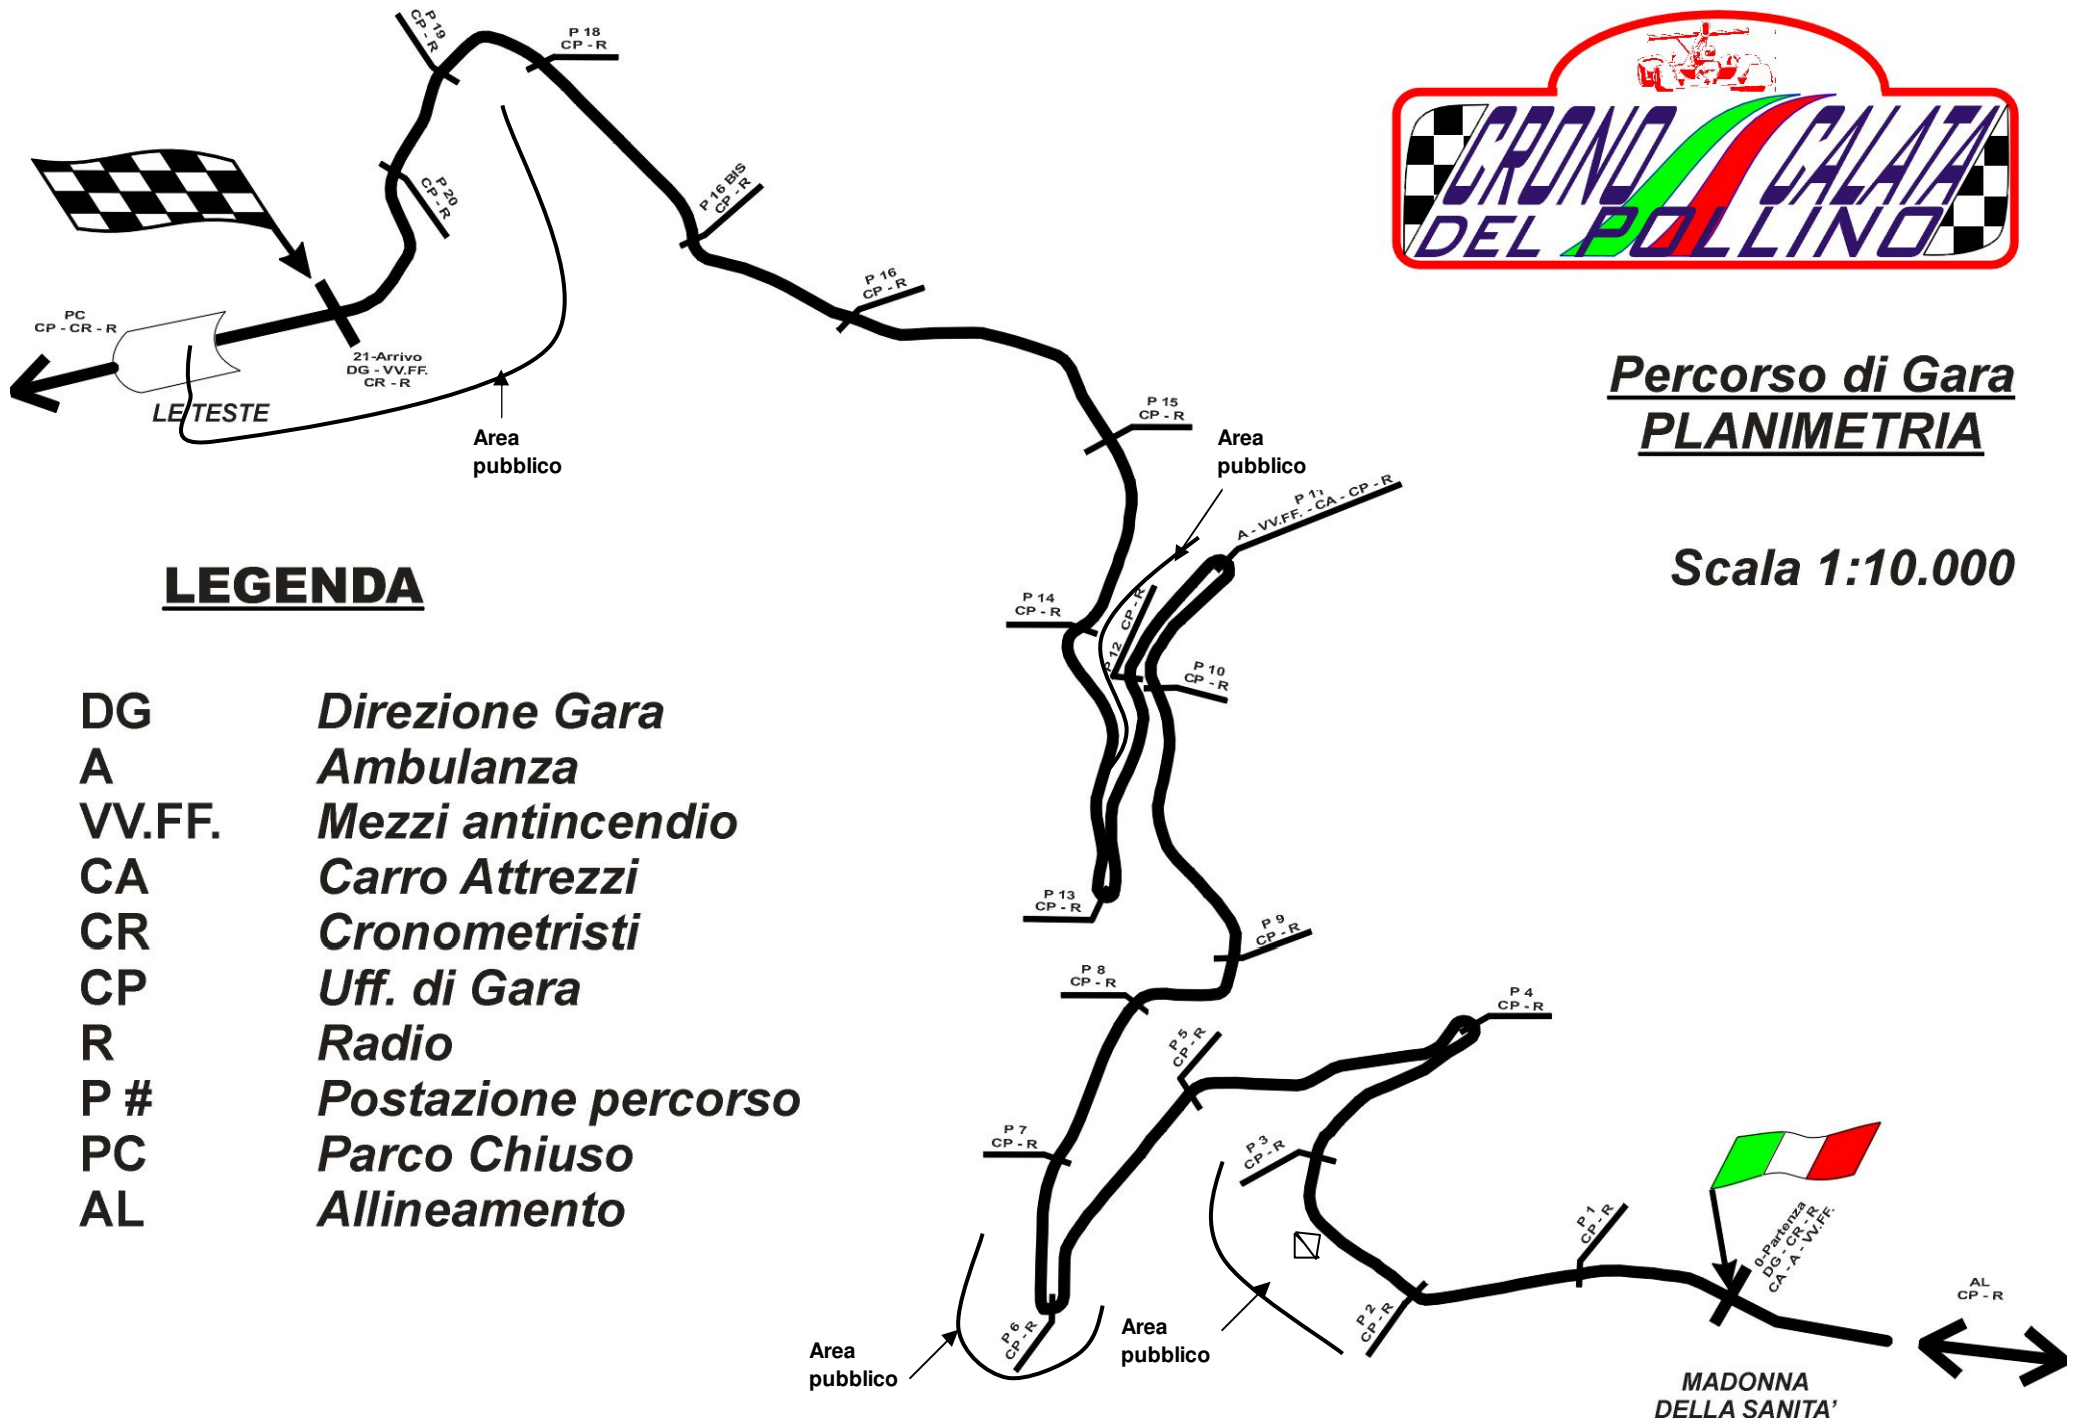 CRONO CALATA
DEL POLLINO
Percorso di Gara
PLANIMETRIA
Scala 1:10.000
P 19
CP - R
P 18
CP - R
P 20
CP - R
P 16 BIS
CP - R
P 16
CP - R
PC
CP - CR - R
21-Arrivo
DG - VV.FF.
CR - R
LE TESTE
Area
pubblico
P 15
CP - R
Area
pubblico
P 11
A - VV.FF. - CA - CP - R
P 14
CP - R
P 12 CP - R
P 10
CP - R
P 13
CP - R
P 9
CP - R
P 8
CP - R
P 5
CP - R
P 4
CP - R
P 7
CP - R
P 3
CP - R
P 6
CP - R
P 2
CP - R
P 1
CP - R
0-Partenza
DG - CR - R
CA - A - VV.FF.
AL
CP - R
Area
pubblico
Area
pubblico
MADONNA
DELLA SANITA'
LEGENDA
DG Direzione Gara
A Ambulanza
VV.FF. Mezzi antincendio
CA Carro Attrezzi
CR Cronometristi
CP Uff. di Gara
R Radio
P # Postazione percorso
PC Parco Chiuso
AL Allineamento